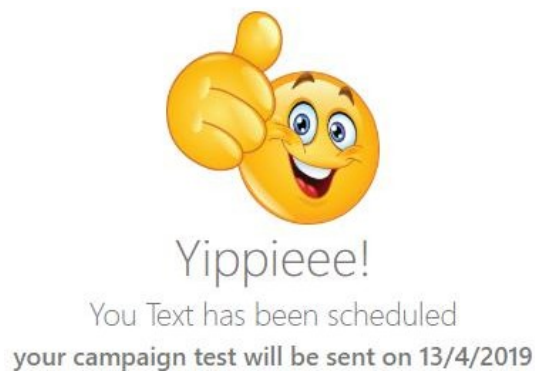 Yippieee!
You Text has been scheduled
your campaign test will be sent on 13/4/2019